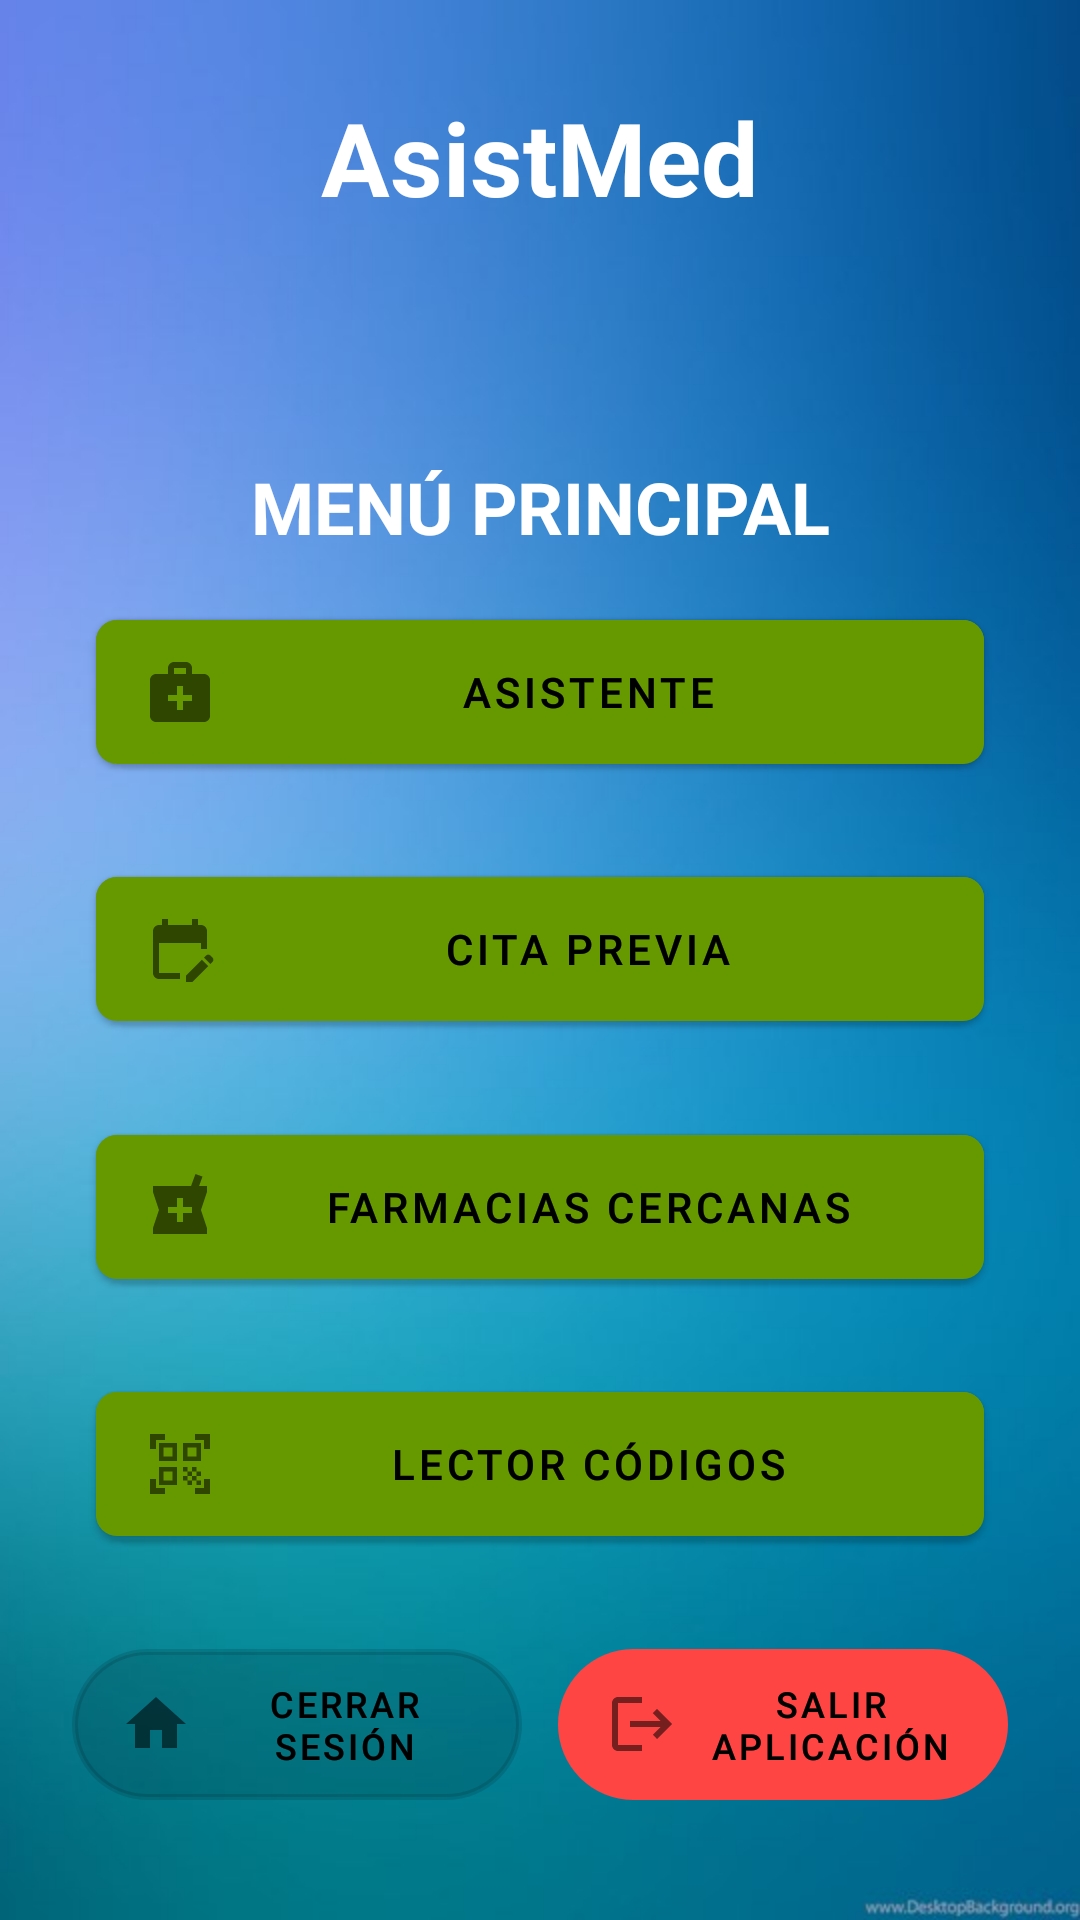 AsistMed
MENÚ PRINCIPAL
ASISTENTE
CITA PREVIA
FARMACIAS CERCANAS
LECTOR CÓDIGOS
CERRAR
SESIÓN
SALIR
APLICACIÓN
www.DesktopBackground.org